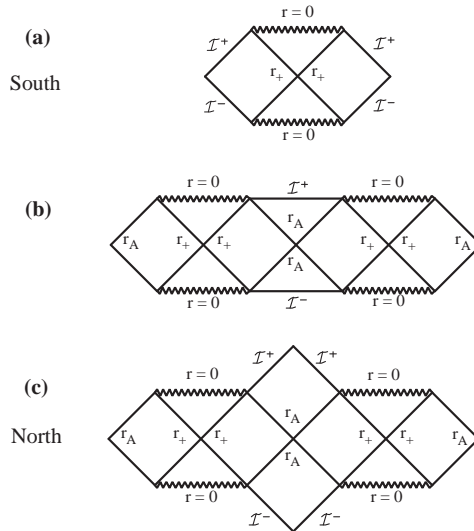 r = 0
(a)
ℐ⁺ ℐ⁺
r₊ r₊
South
ℐ⁻ ℐ⁻
r = 0
(b)
r = 0 ℐ⁺ r = 0
r_A
r_A r₊ r₊ r₊ r₊ r_A
r_A
r = 0 ℐ⁻ r = 0
ℐ⁺ ℐ⁺
(c)
r = 0 r = 0
r_A
North
r_A r₊ r₊ r₊ r₊ r_A
r_A
r = 0 r = 0
ℐ⁻ ℐ⁻